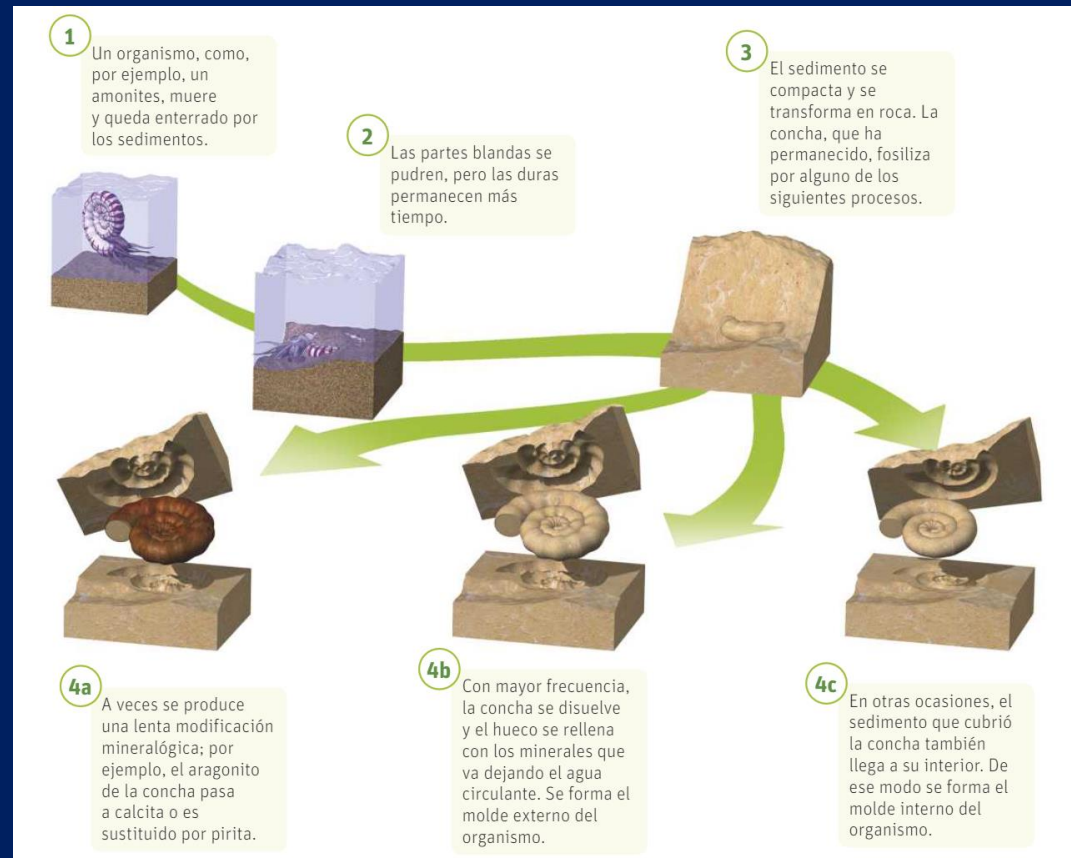 1
Un organismo, como,
por ejemplo, un
amonites, muere
y queda enterrado por
los sedimentos.
2
Las partes blandas se
pudren, pero las duras
permanecen más
tiempo.
3
El sedimento se
compacta y se
transforma en roca. La
concha, que ha
permanecido, fosiliza
por alguno de los
siguientes procesos.
4a
A veces se produce
una lenta modificación
mineralógica; por
ejemplo, el aragonito
de la concha pasa
a calcita o es
sustituido por pirita.
4b
Con mayor frecuencia,
la concha se disuelve
y el hueco se rellena
con los minerales que
va dejando el agua
circulante. Se forma el
molde externo del
organismo.
4c
En otras ocasiones, el
sedimento que cubrió
la concha también
llega a su interior. De
ese modo se forma el
molde interno del
organismo.